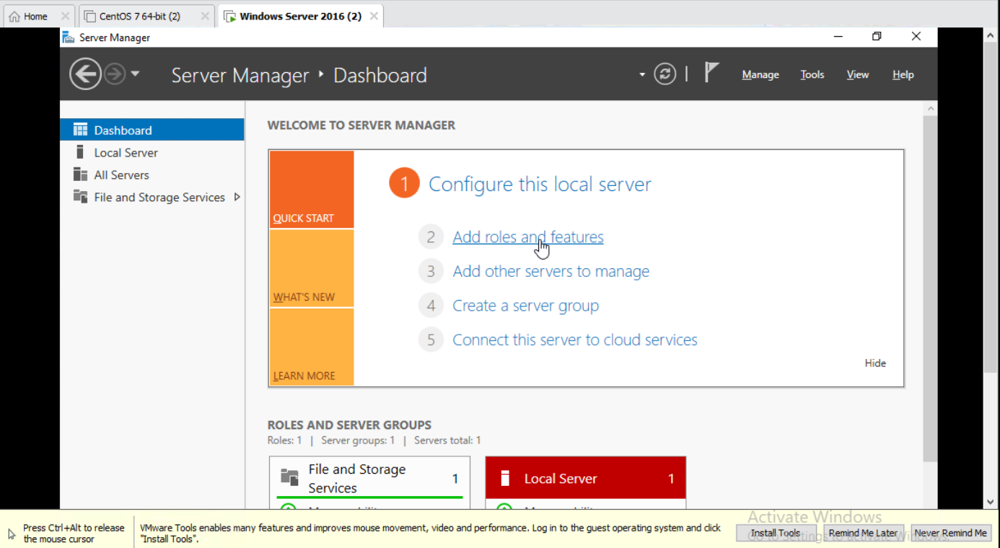 Home
CentOS 7 64-bit (2)
Windows Server 2016 (2)
Server Manager
Server Manager
Dashboard
Manage
Tools
View
Help
Dashboard
Local Server
All Servers
File and Storage Services
WELCOME TO SERVER MANAGER
QUICK START
WHAT'S NEW
LEARN MORE
1 Configure this local server
2 Add roles and features
3 Add other servers to manage
4 Create a server group
5 Connect this server to cloud services
Hide
ROLES AND SERVER GROUPS
Roles: 1 | Server groups: 1 | Servers total: 1
File and Storage
Services
1
Local Server
1
Press Ctrl+Alt to release
the mouse cursor
VMware Tools enables many features and improves mouse movement, video and performance. Log in to the guest operating system and click
"Install Tools".
Install Tools
Remind Me Later
Never Remind Me
Activate Windows
Go to Settings to activate Windows.